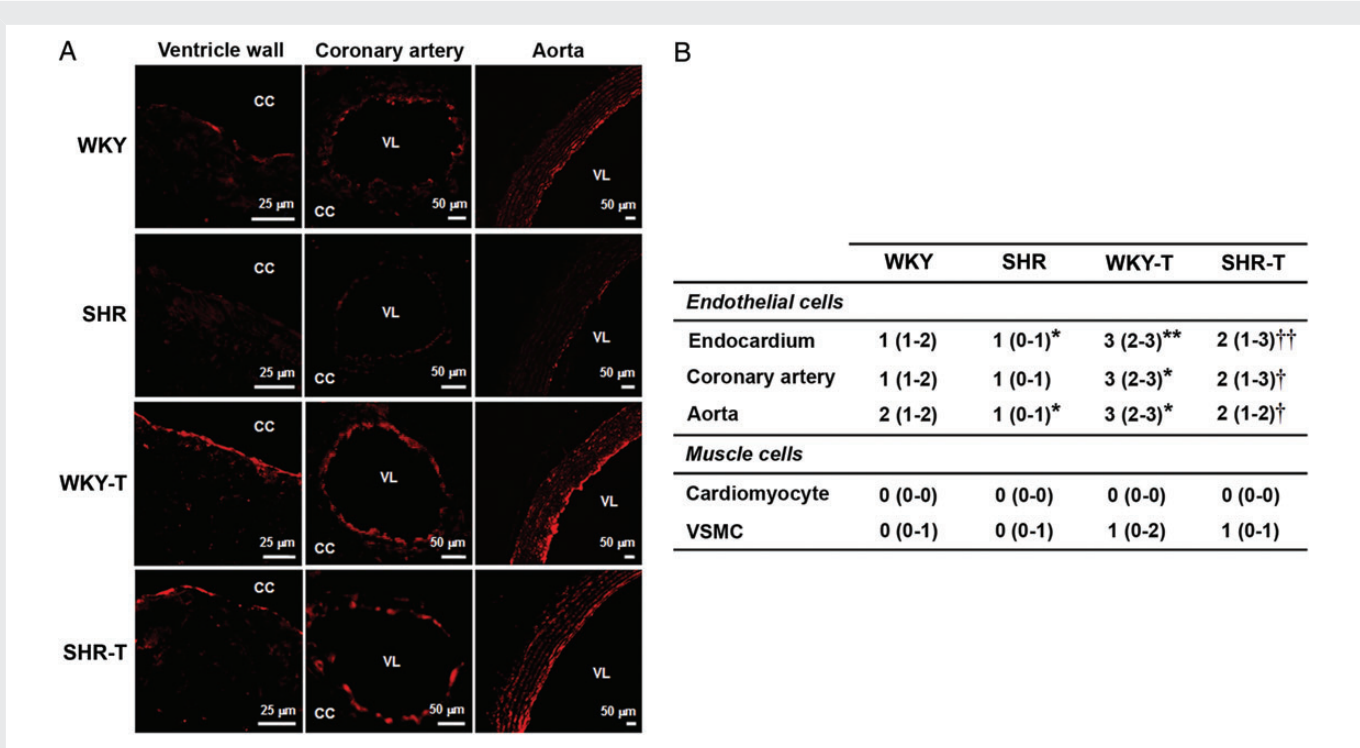 A
Ventricle wall Coronary artery Aorta
WKY
CC
25 µm
VL
CC
50 µm
VL
50 µm
SHR
CC
25 µm
VL
CC
50 µm
VL
50 µm
WKY-T
CC
25 µm
VL
CC
50 µm
VL
50 µm
SHR-T
CC
25 µm
VL
CC
50 µm
VL
50 µm
B
WKY SHR WKY-T SHR-T
Endothelial cells
Endocardium 1 (1-2) 1 (0-1)* 3 (2-3)** 2 (1-3)††
Coronary artery 1 (1-2) 1 (0-1) 3 (2-3)* 2 (1-3)†
Aorta 2 (1-2) 1 (0-1)* 3 (2-3)* 2 (1-2)†
Muscle cells
Cardiomyocyte 0 (0-0) 0 (0-0) 0 (0-0) 0 (0-0)
VSMC 0 (0-1) 0 (0-1) 1 (0-2) 1 (0-1)